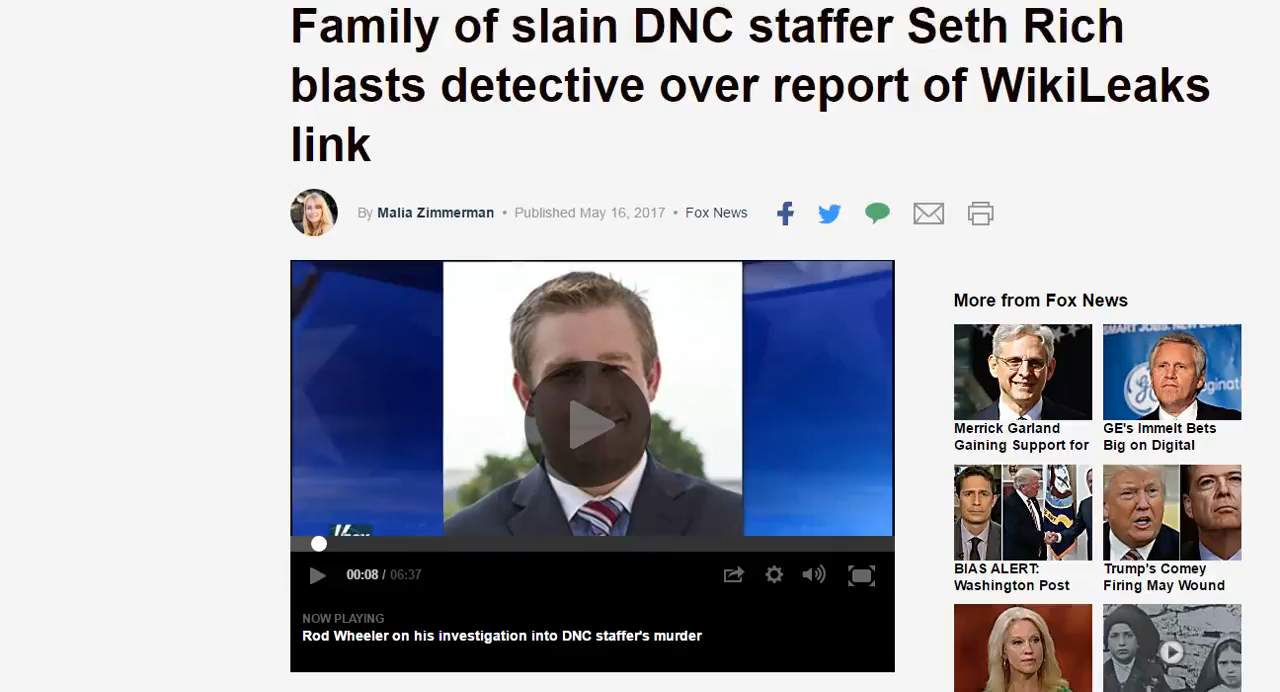 Family of slain DNC staffer Seth Rich
blasts detective over report of WikiLeaks
link
By Malia Zimmerman • Published May 16, 2017 • Fox News
More from Fox News
Merrick Garland
Gaining Support for
GE's Immelt Bets
Big on Digital
BIAS ALERT:
Washington Post
Trump's Comey
Firing May Wound
00:08 / 06:37
NOW PLAYING
Rod Wheeler on his investigation into DNC staffer's murder